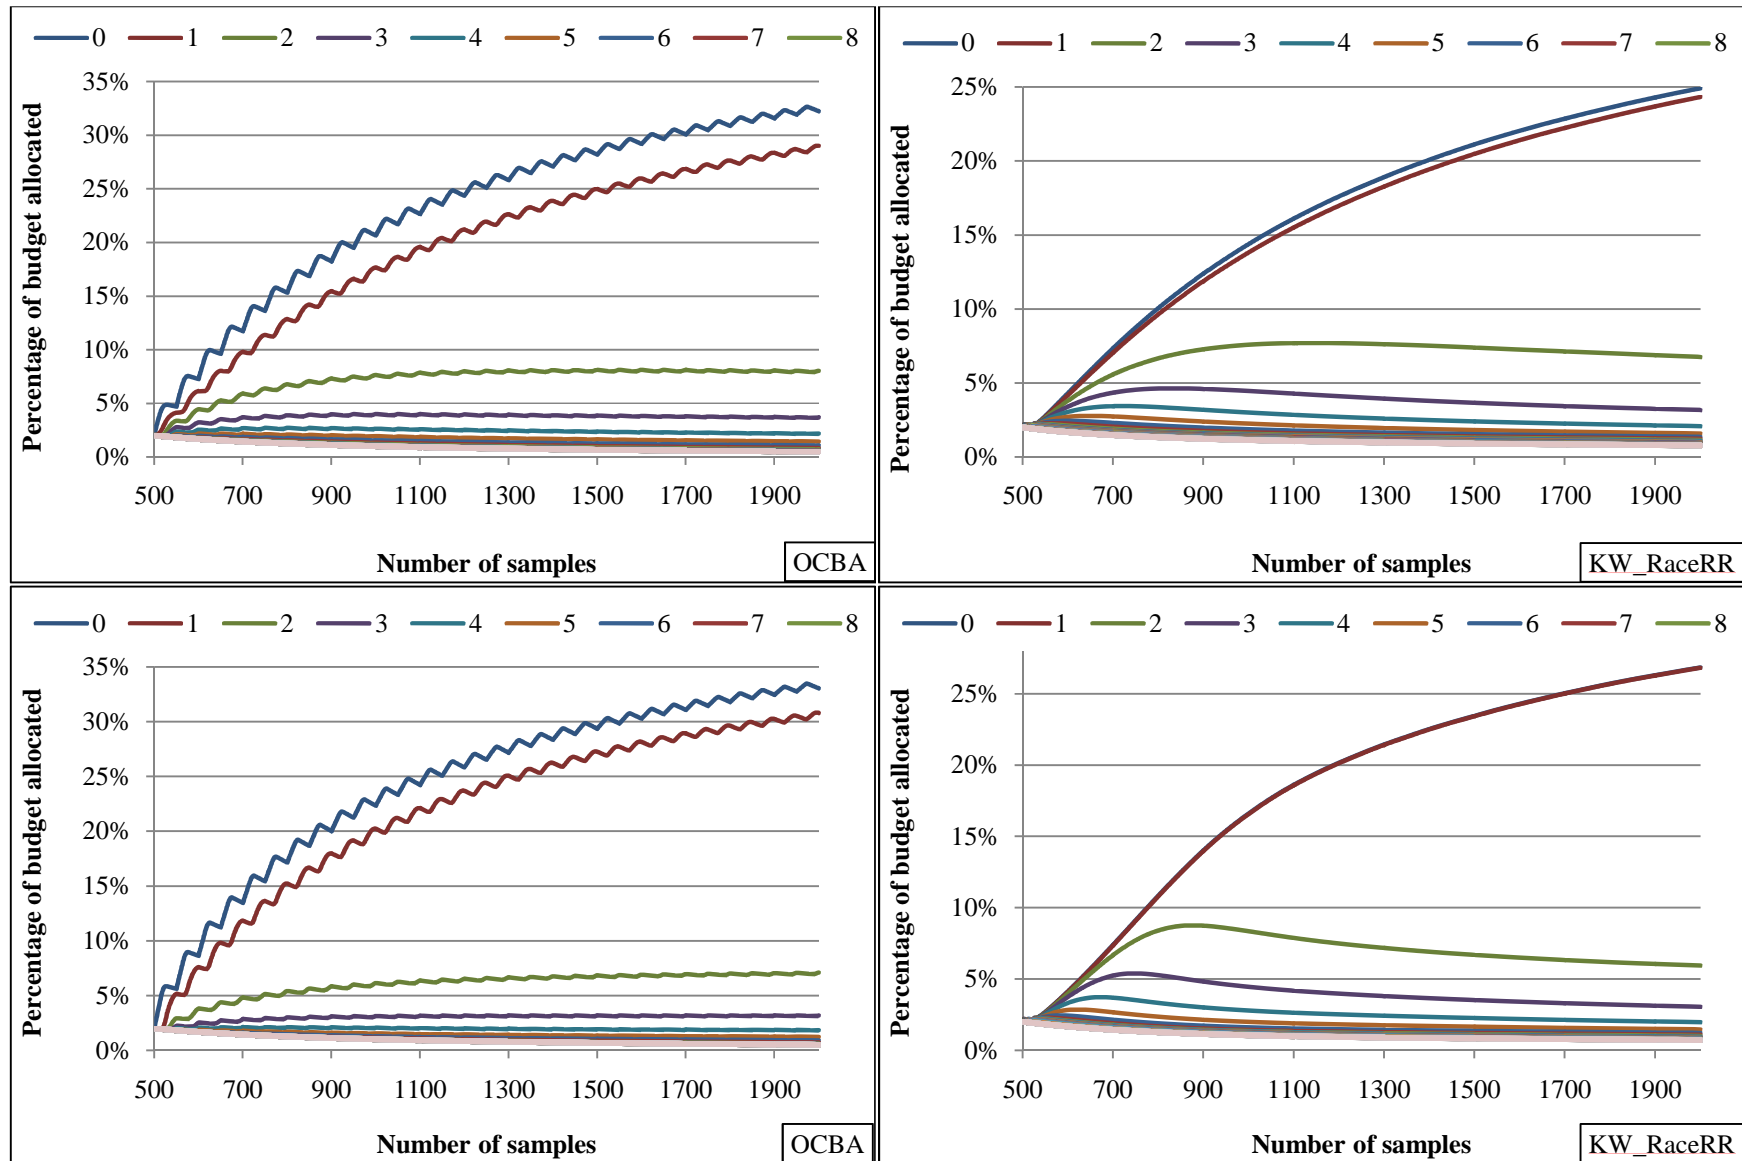 0 1 2 3 4 5 6 7 8
Percentage of budget allocated
35%
30%
25%
20%
15%
10%
5%
0%
500 700 900 1100 1300 1500 1700 1900
Number of samples
OCBA
0 1 2 3 4 5 6 7 8
Percentage of budget allocated
25%
20%
15%
10%
5%
0%
500 700 900 1100 1300 1500 1700 1900
Number of samples
KW_RaceRR
0 1 2 3 4 5 6 7 8
Percentage of budget allocated
35%
30%
25%
20%
15%
10%
5%
0%
500 700 900 1100 1300 1500 1700 1900
Number of samples
OCBA
0 1 2 3 4 5 6 7 8
Percentage of budget allocated
25%
20%
15%
10%
5%
0%
500 700 900 1100 1300 1500 1700 1900
Number of samples
KW_RaceRR